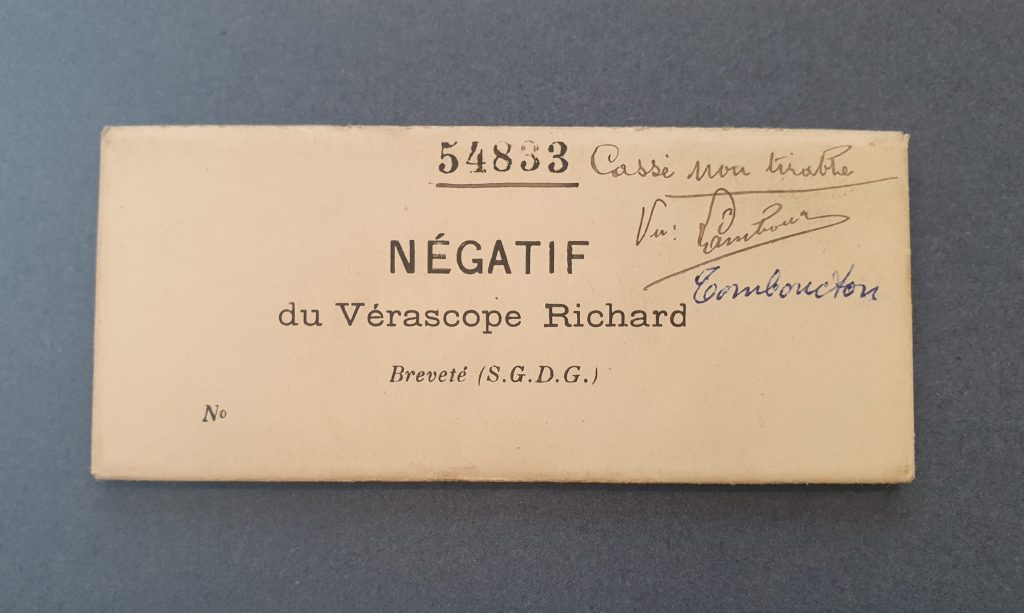 54833 Cassé non tirable
Vu:
NÉGATIF
Tombouctou
du Vérascope Richard
Breveté (S.G.D.G.)
No